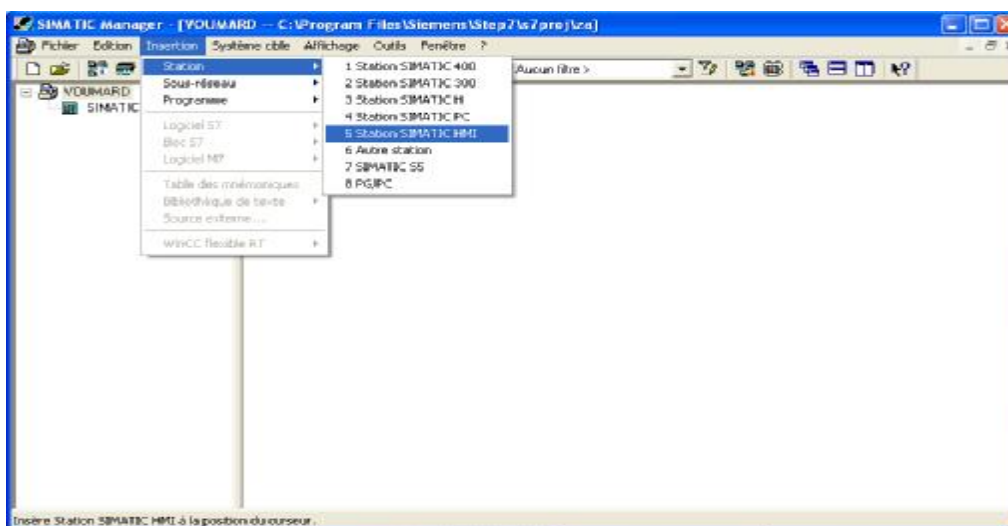 SIMATIC Manager - [YOUMARD -- C:\Program Files\Siemens\Step7\s7proj\za]
Fichier Edition Insertion Système cible Affichage Outils Fenêtre ?
< Aucun filtre >
Station
Sous-réseau
Programme
Logiciel S7
Bloc S7
Logiciel M7
Table des mnémoniques
Bibliothèque de texte
Source externe...
WinCC flexible RT
1 Station SIMATIC 400
2 Station SIMATIC 300
3 Station SIMATIC H
4 Station SIMATIC PC
5 Station SIMATIC HMI
6 Autre station
7 SIMATIC S5
8 PG/PC
YOUMARD
SIMATIC
Insère Station SIMATIC HMI à la position du curseur.